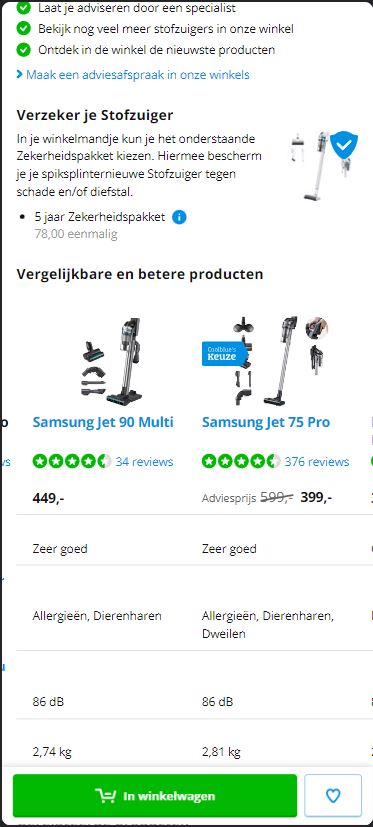 Laat je adviseren door een specialist
Bekijk nog veel meer stofzuigers in onze winkel
Ontdek in de winkel de nieuwste producten
Maak een adviesafspraak in onze winkels
Verzeker je Stofzuiger
In je winkelmandje kun je het onderstaande
Zekerheidspakket kiezen. Hiermee bescherm
je je spiksplinternieuwe Stofzuiger tegen
schade en/of diefstal.
5 jaar Zekerheidspakket
78,00 eenmalig
Vergelijkbare en betere producten
Coolblue's
Keuze
Samsung Jet 90 Multi Samsung Jet 75 Pro
34 reviews 376 reviews
449,- Adviesprijs 599,- 399,-
Zeer goed Zeer goed
Allergieën, Dierenharen Allergieën, Dierenharen,
Dweilen
86 dB 86 dB
2,74 kg 2,81 kg
In winkelwagen